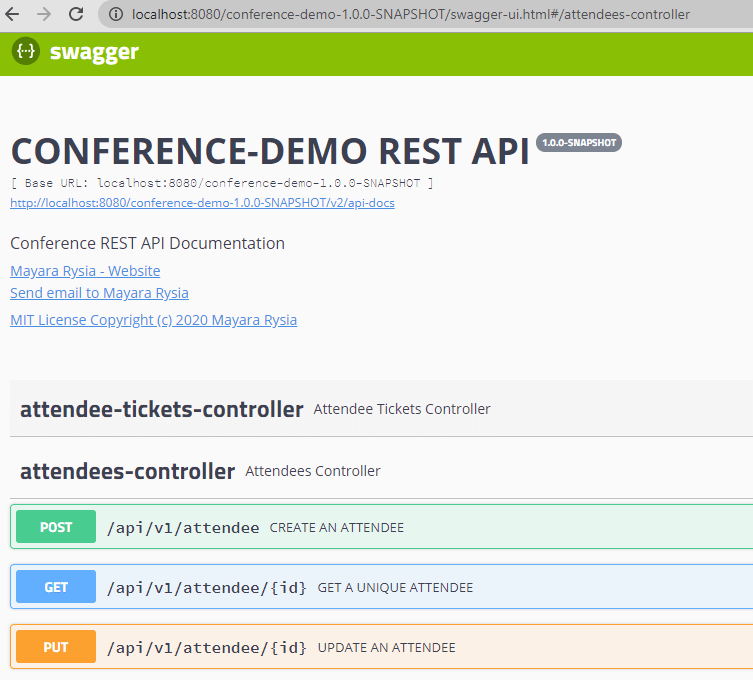 localhost:8080/conference-demo-1.0.0-SNAPSHOT/swagger-ui.html#/attendees-controller
{··} swagger
CONFERENCE-DEMO REST API 1.0.0-SNAPSHOT
[ Base URL: localhost:8080/conference-demo-1.0.0-SNAPSHOT ]
http://localhost:8080/conference-demo-1.0.0-SNAPSHOT/v2/api-docs
Conference REST API Documentation
Mayara Rysia - Website
Send email to Mayara Rysia
MIT License Copyright (c) 2020 Mayara Rysia
attendee-tickets-controller Attendee Tickets Controller
attendees-controller Attendees Controller
POST /api/v1/attendee CREATE AN ATTENDEE
GET /api/v1/attendee/{id} GET A UNIQUE ATTENDEE
PUT /api/v1/attendee/{id} UPDATE AN ATTENDEE